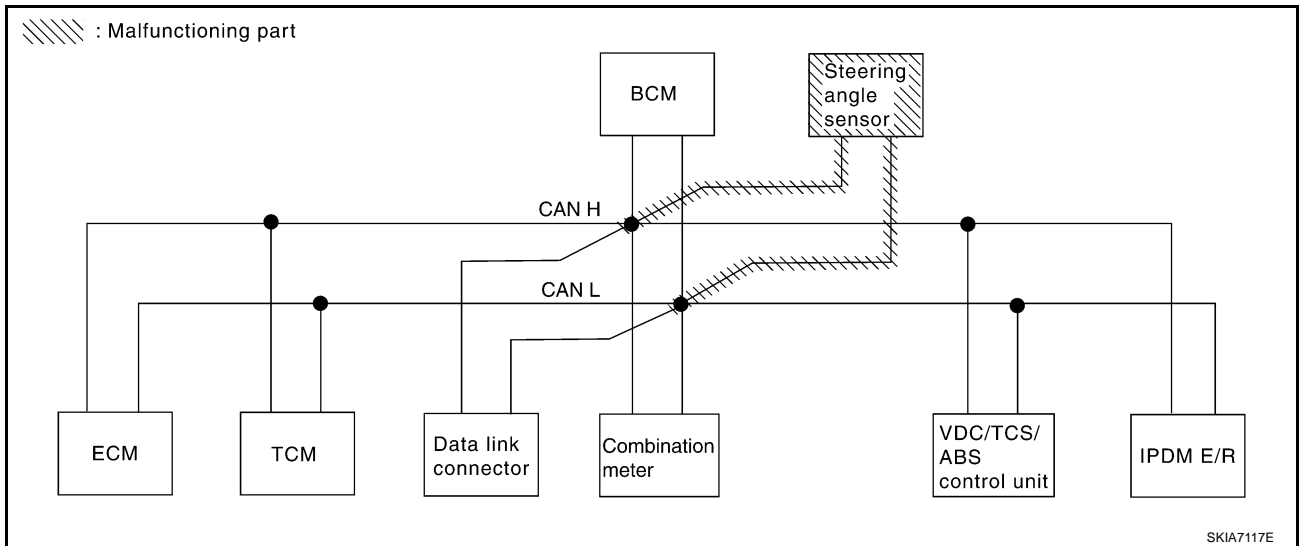 : Malfunctioning part
BCM
Steering
angle
sensor
CAN H
CAN L
ECM
TCM
Data link
connector
Combination
meter
VDC/TCS/
ABS
control unit
IPDM E/R
SKIA7117E